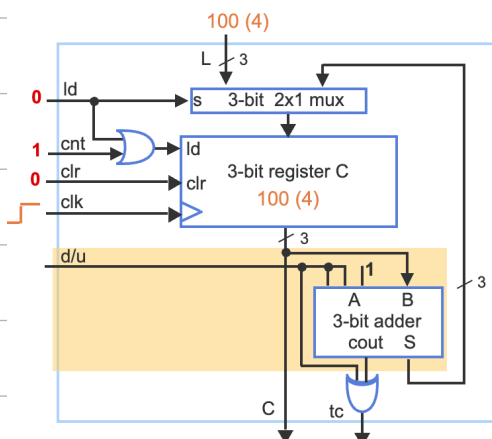 100 (4)
L 3
0 ld
s 3-bit 2x1 mux
1 cnt
ld
0 clr
clr
3-bit register C
100 (4)
clk
3
d/u
1
3
A B
3-bit adder
cout S
C tc